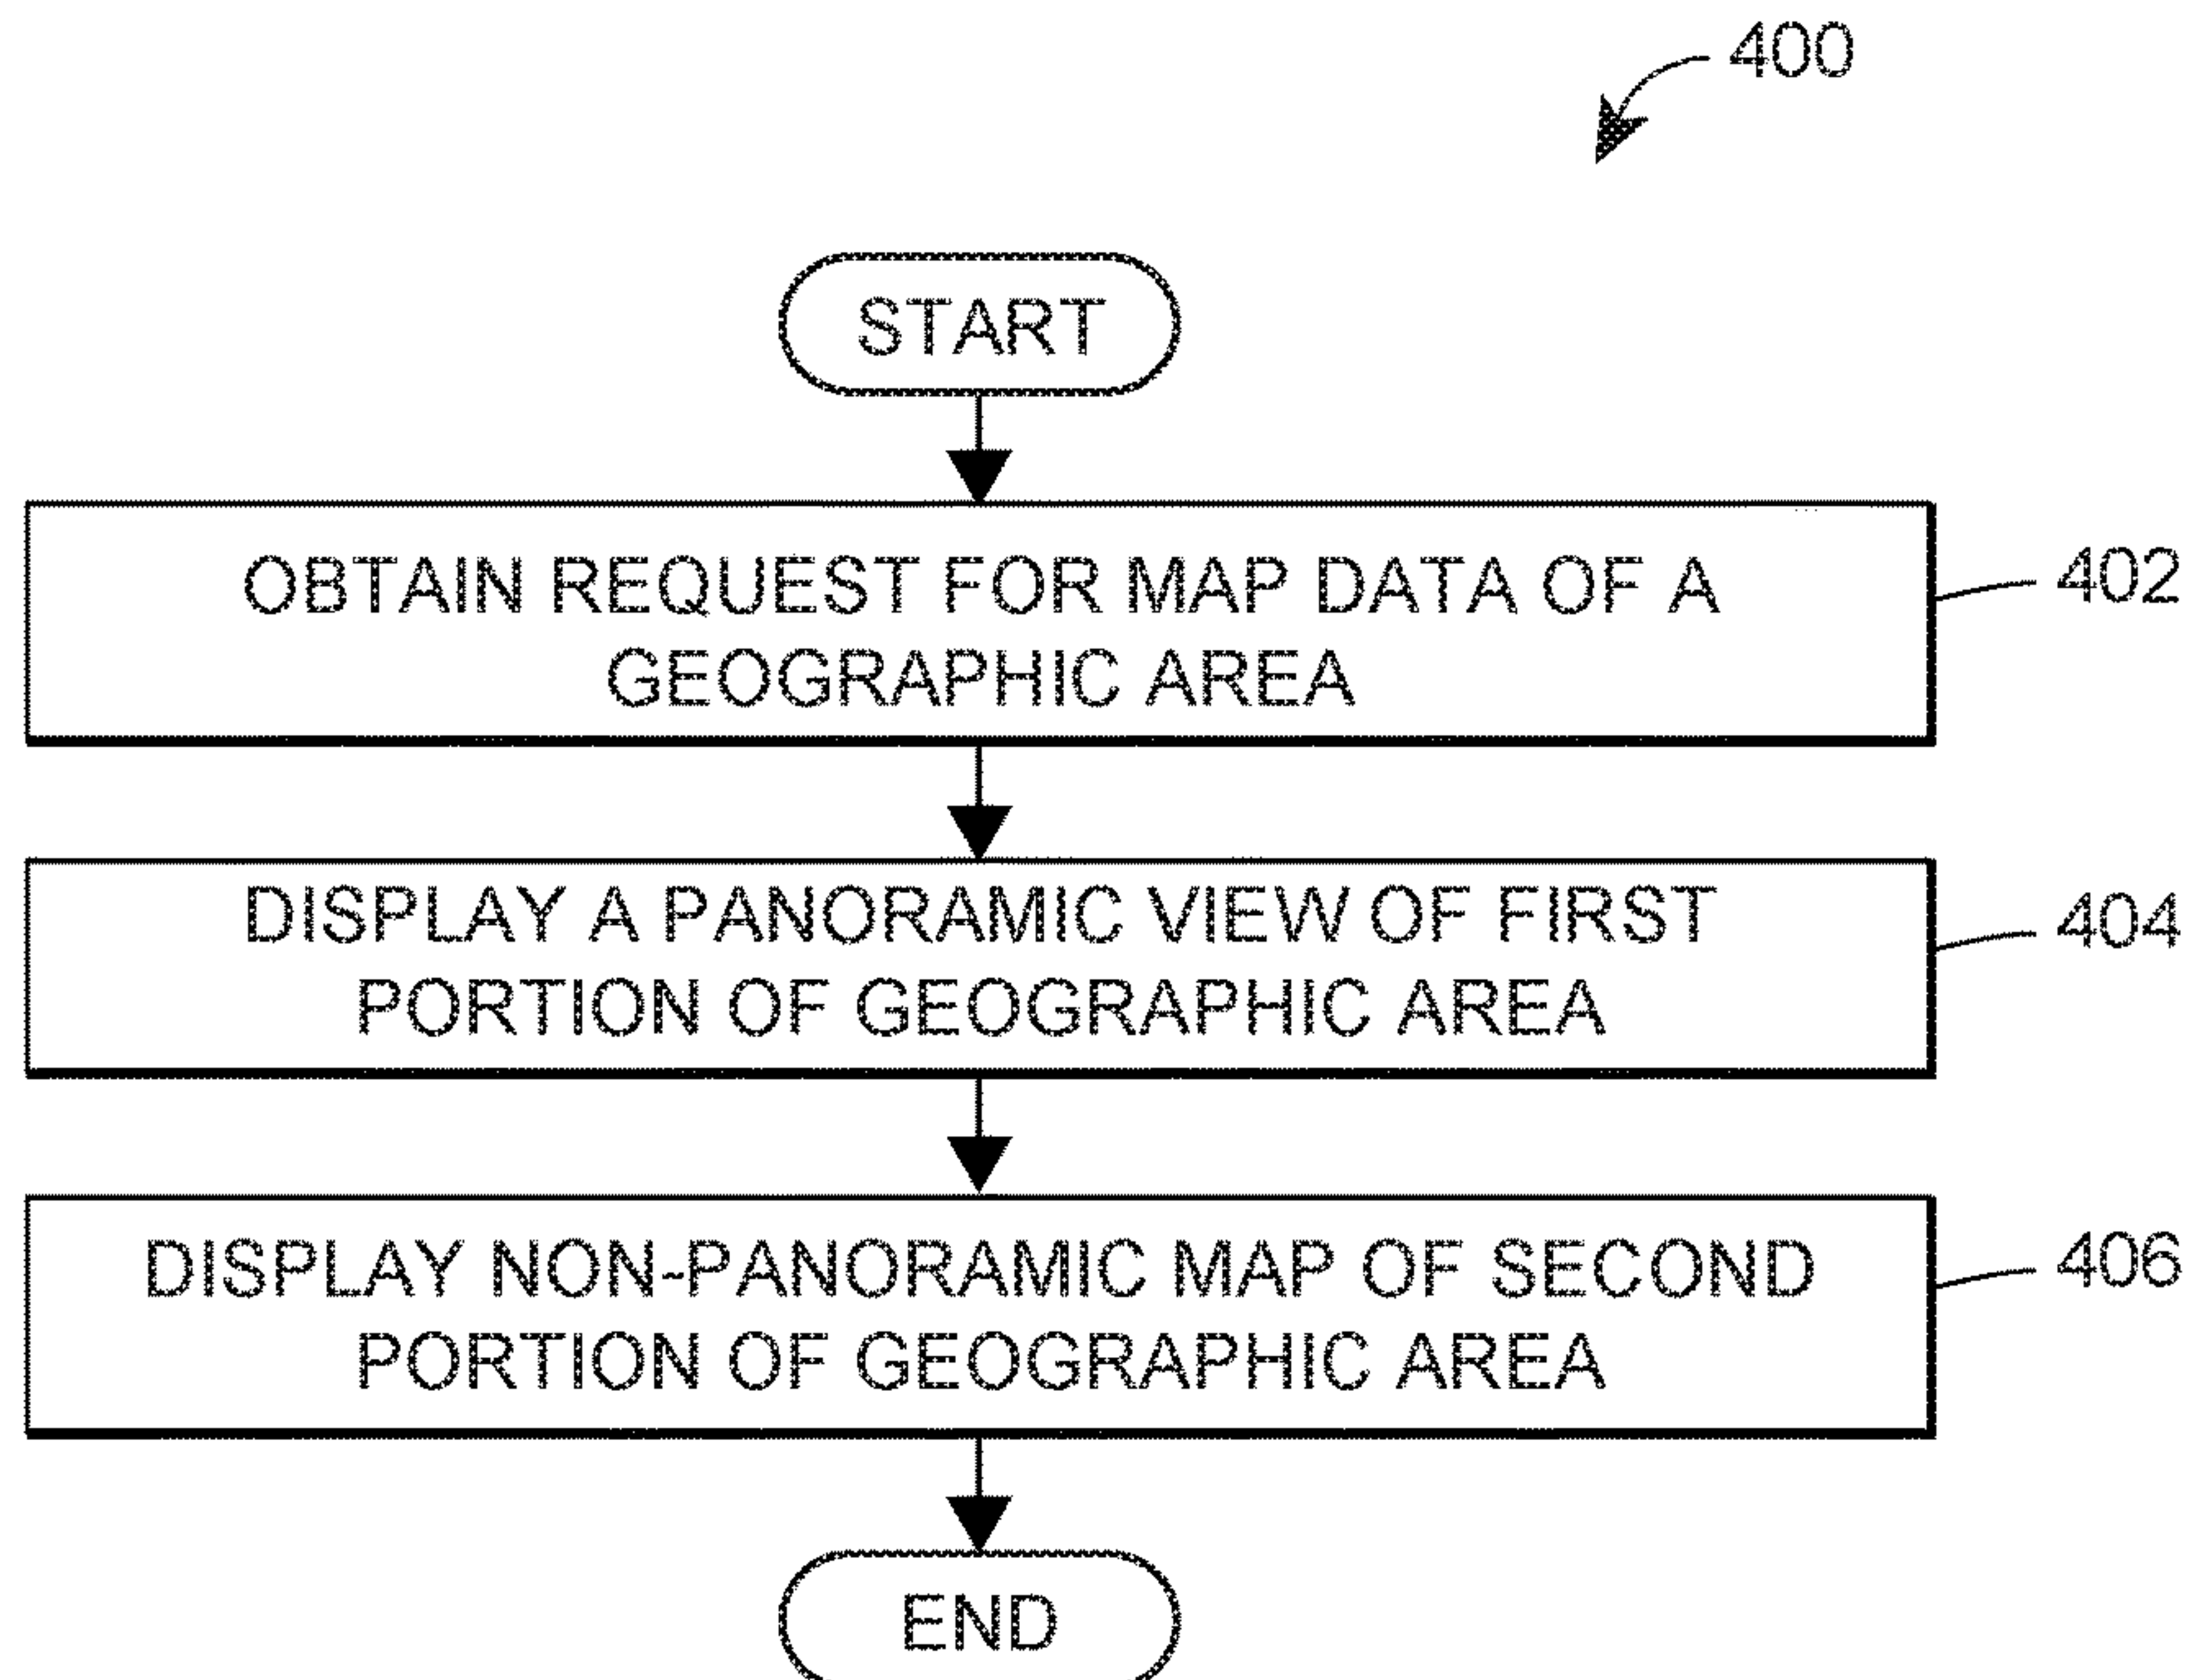 400
START
OBTAIN REQUEST FOR MAP DATA OF A
GEOGRAPHIC AREA
402
DISPLAY A PANORAMIC VIEW OF FIRST
PORTION OF GEOGRAPHIC AREA
404
DISPLAY NON-PANORAMIC MAP OF SECOND
PORTION OF GEOGRAPHIC AREA
406
END